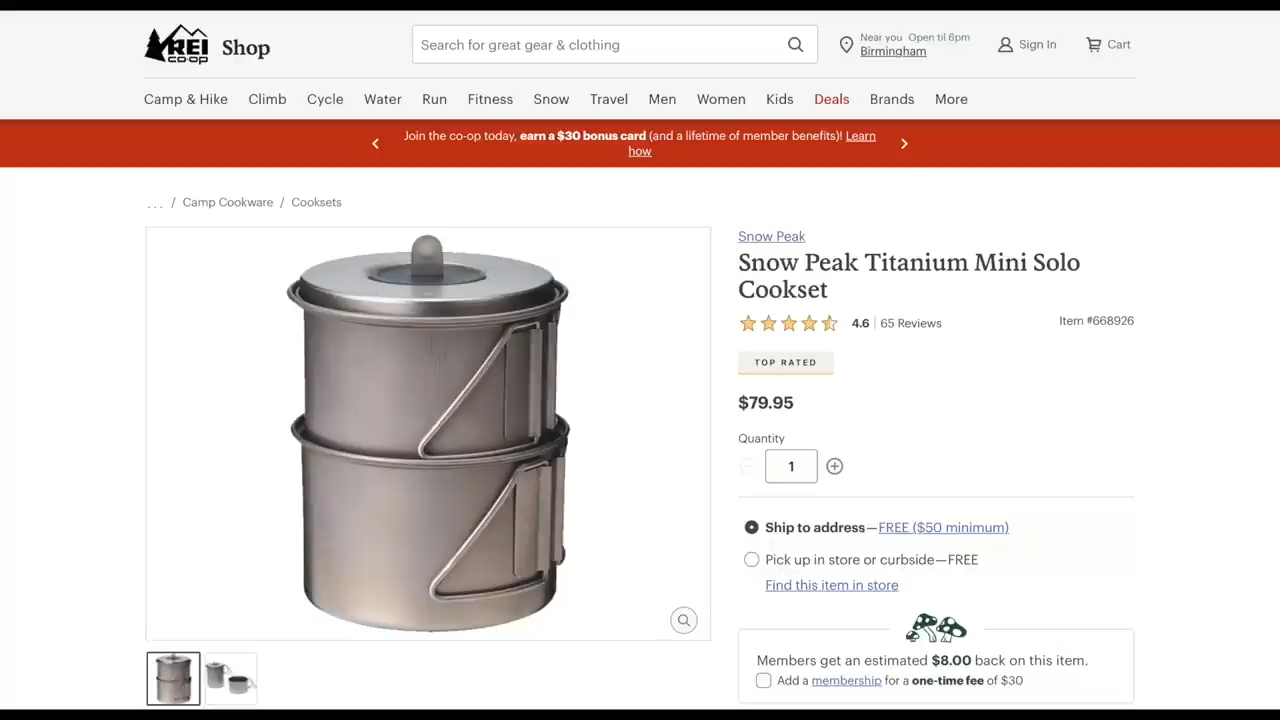 REI
CO·OP
Shop
Search for great gear & clothing
Near you Open til 6pm
Birmingham
Sign In
Cart
Camp & Hike Climb Cycle Water Run Fitness Snow Travel Men Women Kids Deals Brands More
Join the co-op today, earn a $30 bonus card (and a lifetime of member benefits)! Learn
how
... / Camp Cookware / Cooksets
Snow Peak
Snow Peak Titanium Mini Solo
Cookset
4.6 65 Reviews
Item #668926
TOP RATED
$79.95
Quantity
1
Ship to address—FREE ($50 minimum)
Pick up in store or curbside—FREE
Find this item in store
Members get an estimated $8.00 back on this item.
Add a membership for a one-time fee of $30